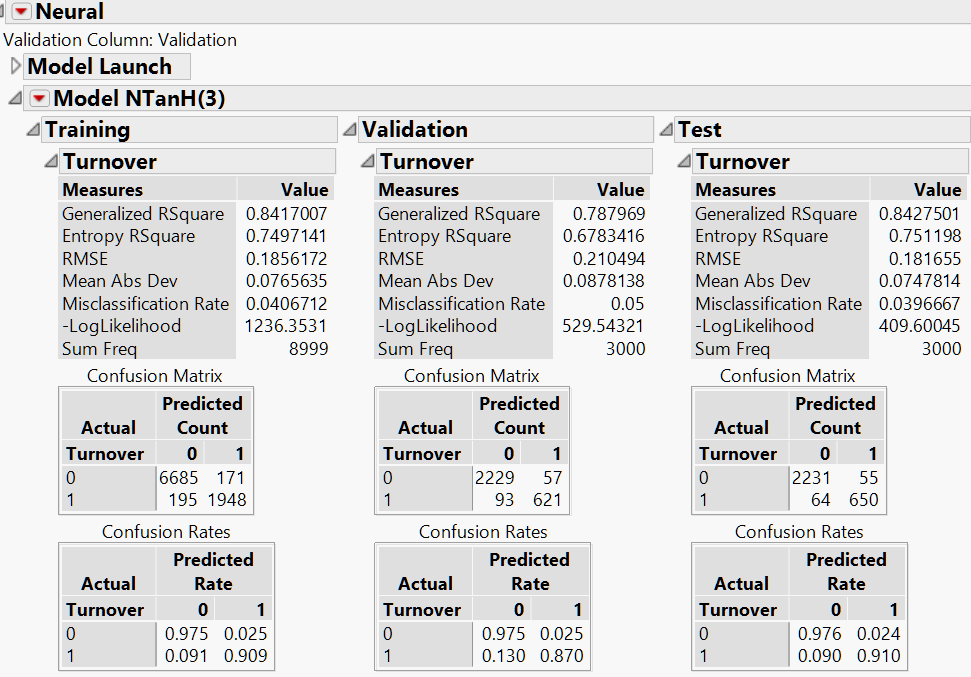 Neural
Validation Column: Validation
Model Launch
Model NTanH(3)
Training
Turnover
Measures Value
Generalized RSquare 0.8417007
Entropy RSquare 0.7497141
RMSE 0.1856172
Mean Abs Dev 0.0765635
Misclassification Rate 0.0406712
-LogLikelihood 1236.3531
Sum Freq 8999
Confusion Matrix
Predicted
Actual Count
Turnover 0 1
0 6685 171
1 195 1948
Confusion Rates
Predicted
Actual Rate
Turnover 0 1
0 0.975 0.025
1 0.091 0.909
Validation
Turnover
Measures Value
Generalized RSquare 0.787969
Entropy RSquare 0.6783416
RMSE 0.210494
Mean Abs Dev 0.0878138
Misclassification Rate 0.05
-LogLikelihood 529.54321
Sum Freq 3000
Confusion Matrix
Predicted
Actual Count
Turnover 0 1
0 2229 57
1 93 621
Confusion Rates
Predicted
Actual Rate
Turnover 0 1
0 0.975 0.025
1 0.130 0.870
Test
Turnover
Measures Value
Generalized RSquare 0.8427501
Entropy RSquare 0.751198
RMSE 0.181655
Mean Abs Dev 0.0747814
Misclassification Rate 0.0396667
-LogLikelihood 409.60045
Sum Freq 3000
Confusion Matrix
Predicted
Actual Count
Turnover 0 1
0 2231 55
1 64 650
Confusion Rates
Predicted
Actual Rate
Turnover 0 1
0 0.976 0.024
1 0.090 0.910